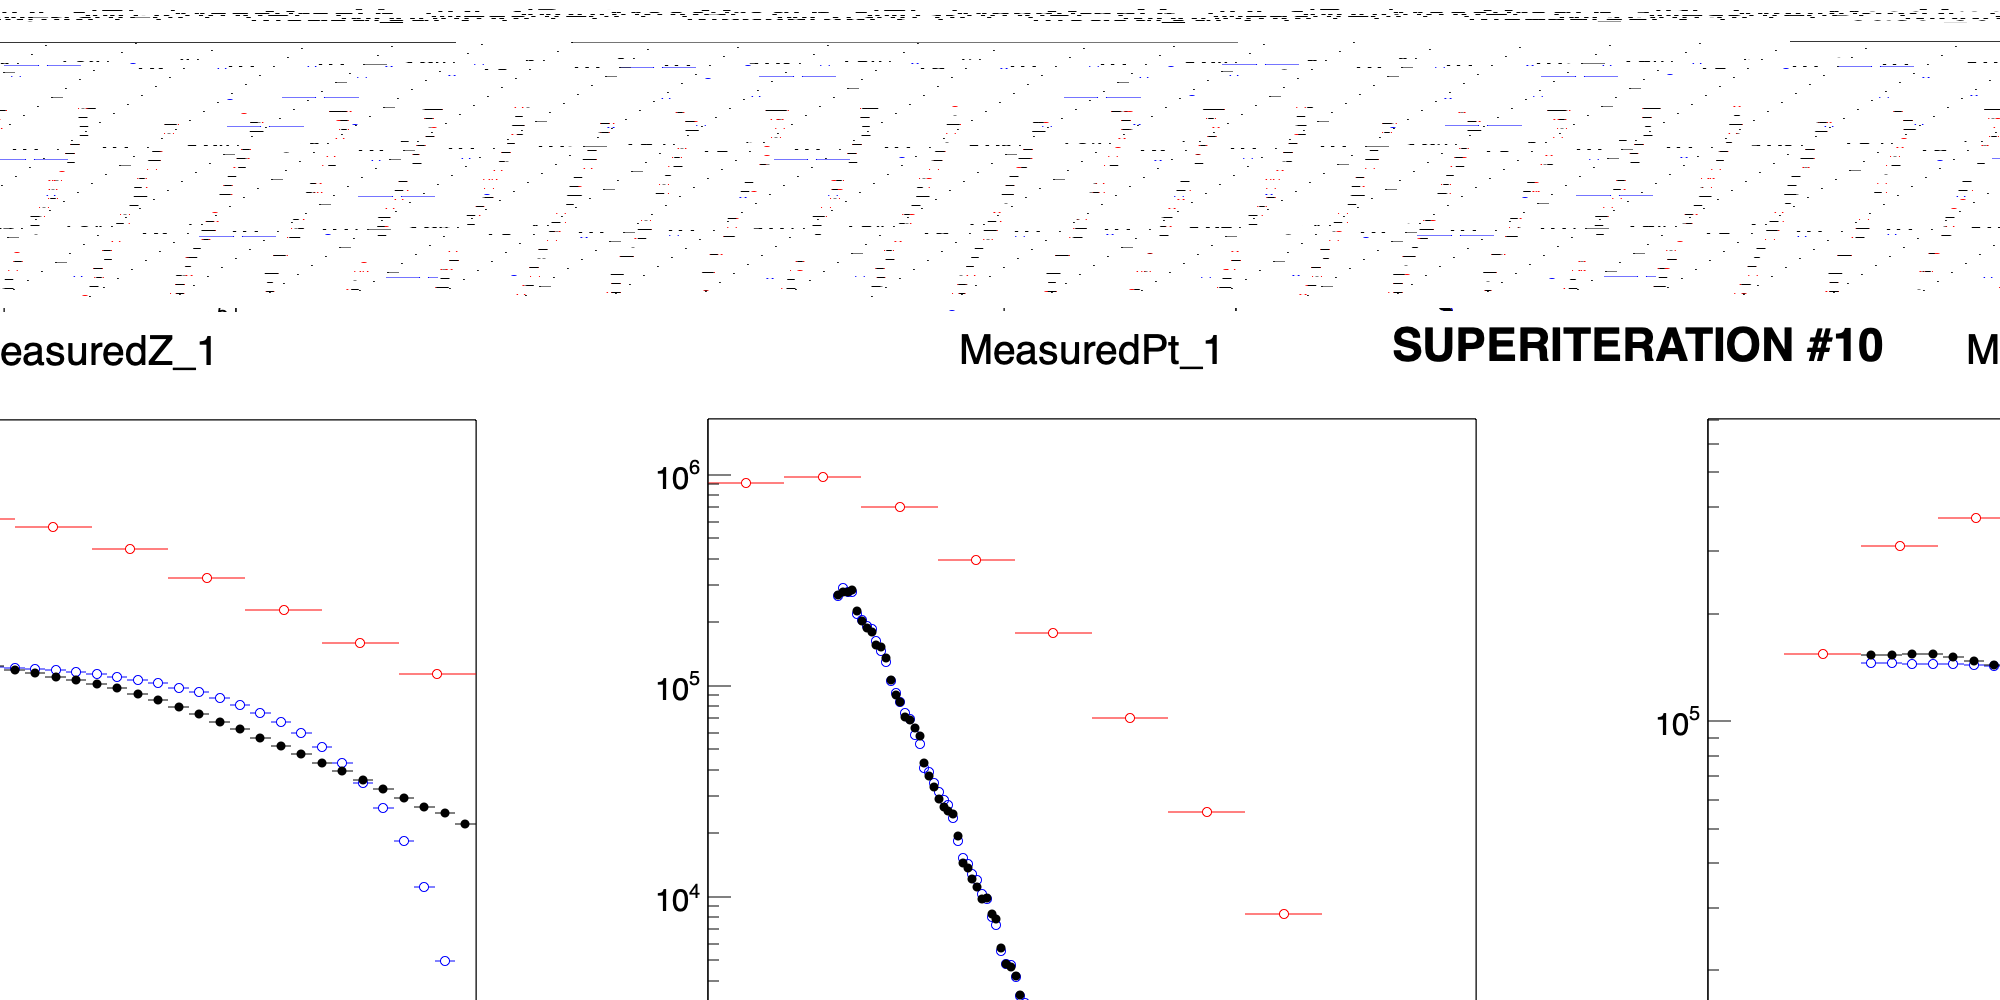 easuredZ_1
MeasuredPt_1
SUPERITERATION #10
M
10^6
10^5
10^4
10^5